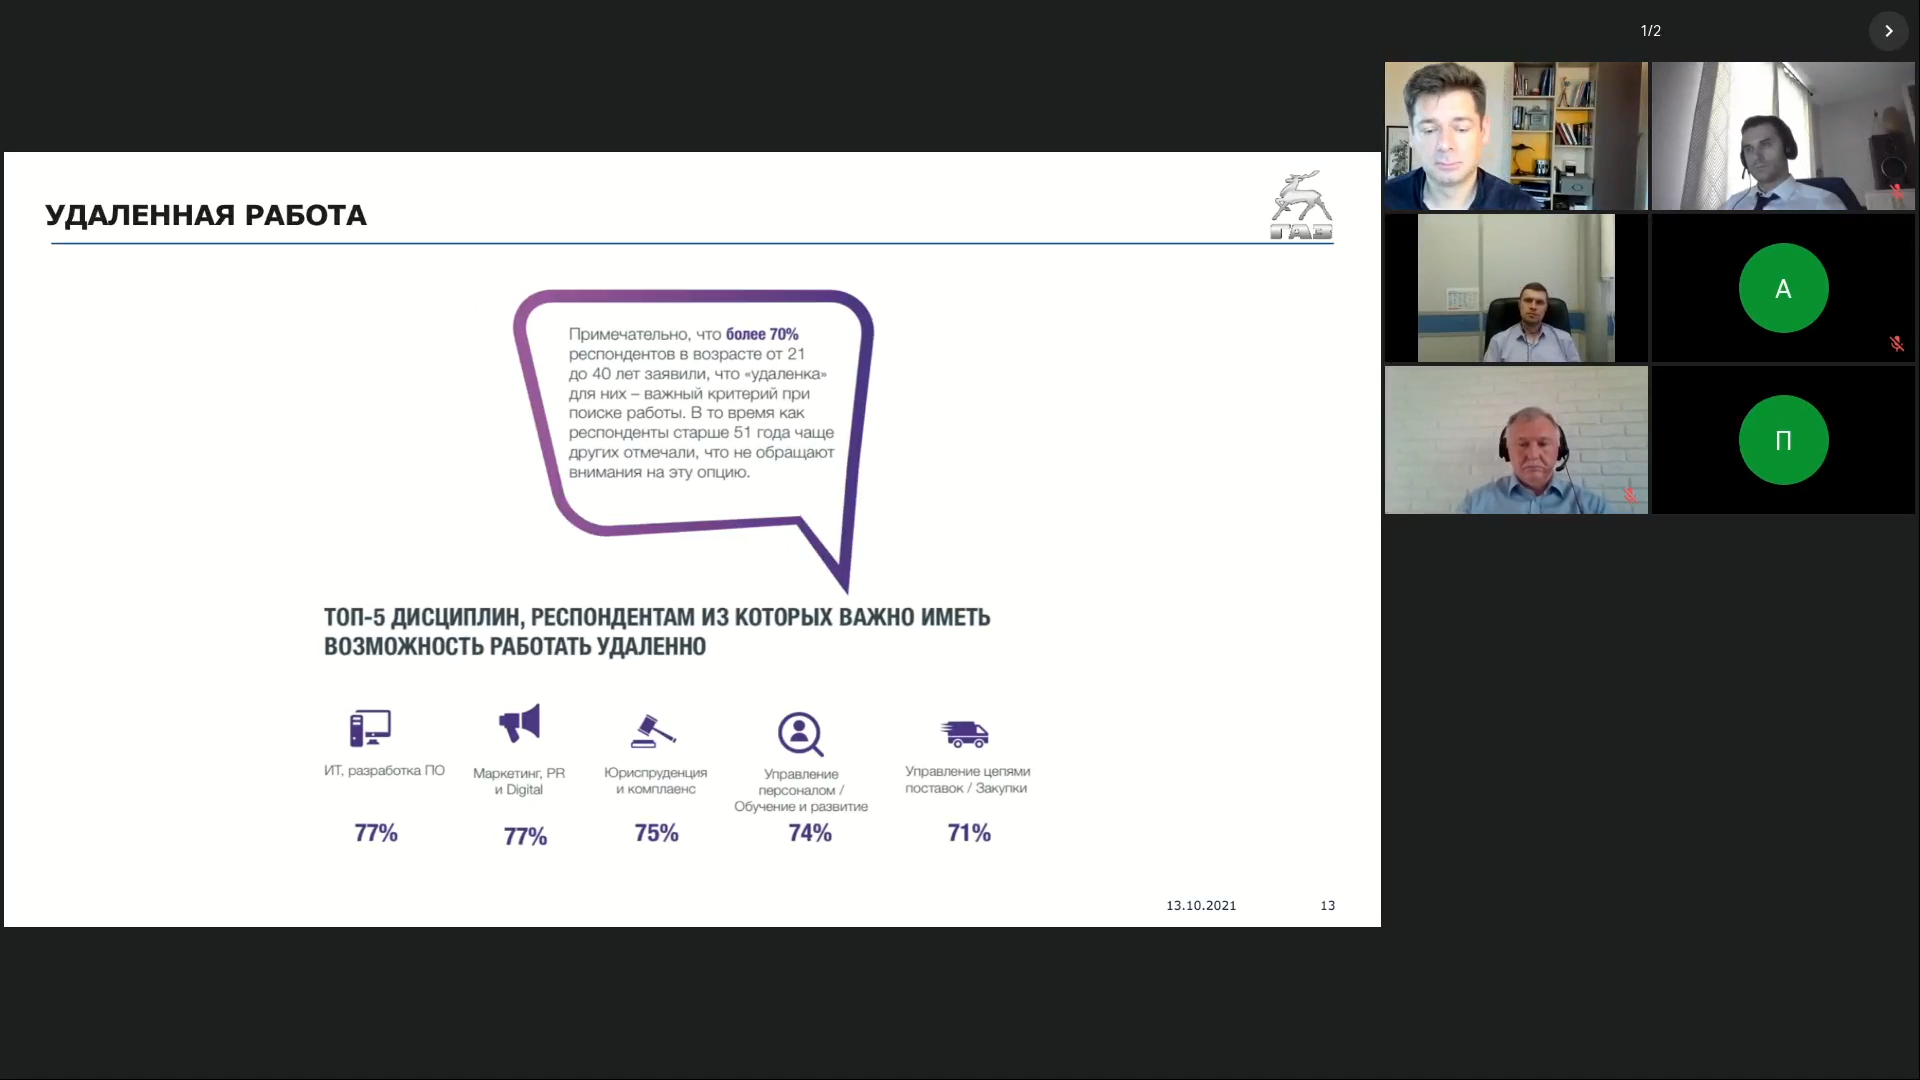 1/2
УДАЛЕННАЯ РАБОТА
ГАЗ
Примечательно, что более 70%
респондентов в возрасте от 21
до 40 лет заявили, что «удаленка»
для них – важный критерий при
поиске работы. В то время как
респонденты старше 51 года чаще
других отмечали, что не обращают
внимания на эту опцию.
ТОП-5 ДИСЦИПЛИН, РЕСПОНДЕНТАМ ИЗ КОТОРЫХ ВАЖНО ИМЕТЬ
ВОЗМОЖНОСТЬ РАБОТАТЬ УДАЛЕННО
ИТ, разработка ПО
77%
Маркетинг, PR
и Digital
77%
Юриспруденция
и комплаенс
75%
Управление
персоналом /
Обучение и развитие
74%
Управление цепями
поставок / Закупки
71%
13.10.2021
13
А
П